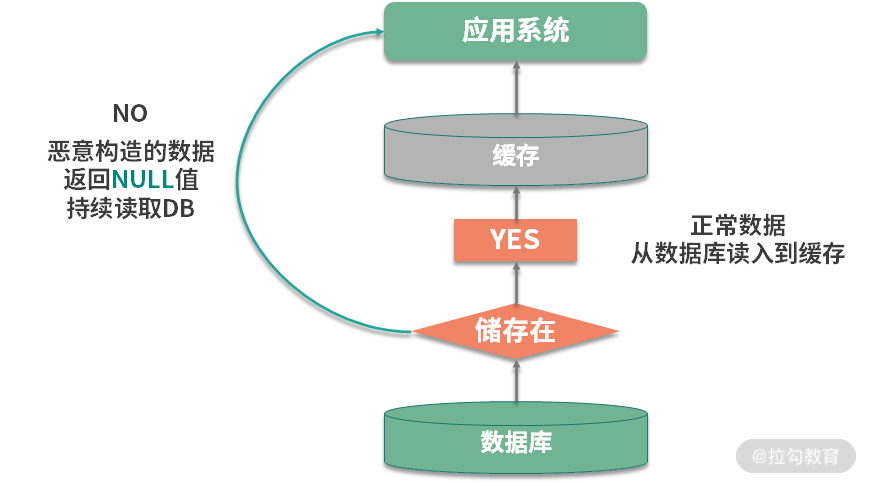 应用系统
NO
恶意构造的数据
返回NULL值
持续读取DB
缓存
YES
正常数据
从数据库读入到缓存
储存在
数据库
@拉勾教育